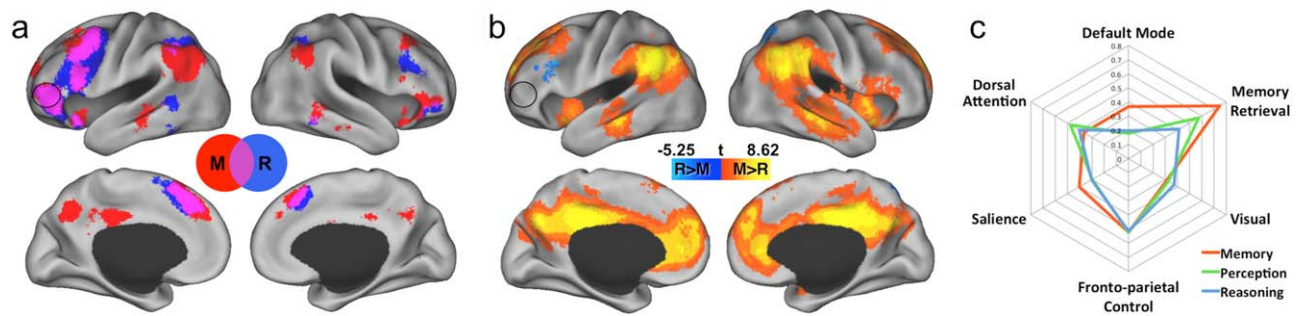 a
M R
b
-5.25 t 8.62
R>M M>R
c
Default Mode
0.8
0.7
0.6
0.5
0.4
0.3
0.2
0.1
0
Dorsal
Attention
Memory
Retrieval
Salience
Visual
Fronto-parietal
Control
Memory
Perception
Reasoning